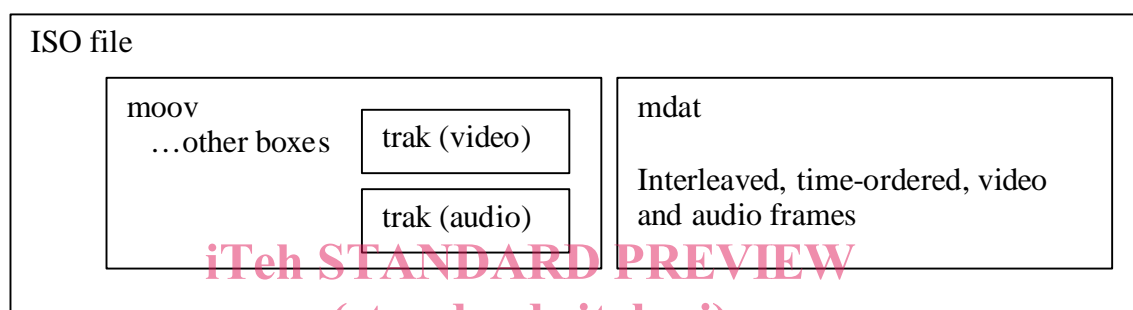 ISO file
moov
…other boxes
trak (video)
trak (audio)
mdat
Interleaved, time-ordered, video
and audio frames
iTeh STANDARD PREVIEW